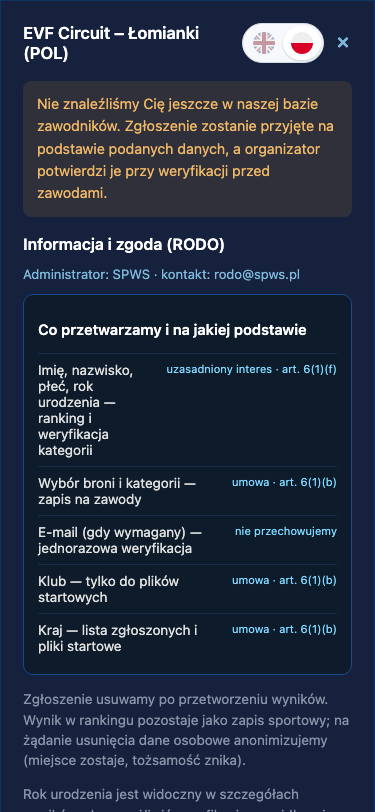 EVF Circuit – Łomianki
(POL)
×
Nie znaleźliśmy Cię jeszcze w naszej bazie
zawodników. Zgłoszenie zostanie przyjęte na
podstawie podanych danych, a organizator
potwierdzi je przy weryfikacji przed
zawodami.
Informacja i zgoda (RODO)
Administrator: SPWS · kontakt: rodo@spws.pl
Co przetwarzamy i na jakiej podstawie
Imię, nazwisko,
płeć, rok
urodzenia —
ranking i
weryfikacja
kategorii
uzasadniony interes · art. 6(1)(f)
Wybór broni i kategorii —
zapis na zawody
umowa · art. 6(1)(b)
E-mail (gdy wymagany) —
jednorazowa weryfikacja
nie przechowujemy
Klub — tylko do plików
startowych
umowa · art. 6(1)(b)
Kraj — lista zgłoszonych i
pliki startowe
umowa · art. 6(1)(b)
Zgłoszenie usuwamy po przetworzeniu wyników.
Wynik w rankingu pozostaje jako zapis sportowy; na
żądanie usunięcia dane osobowe anonimizujemy
(miejsce zostaje, tożsamość znika).
Rok urodzenia jest widoczny w szczegółach